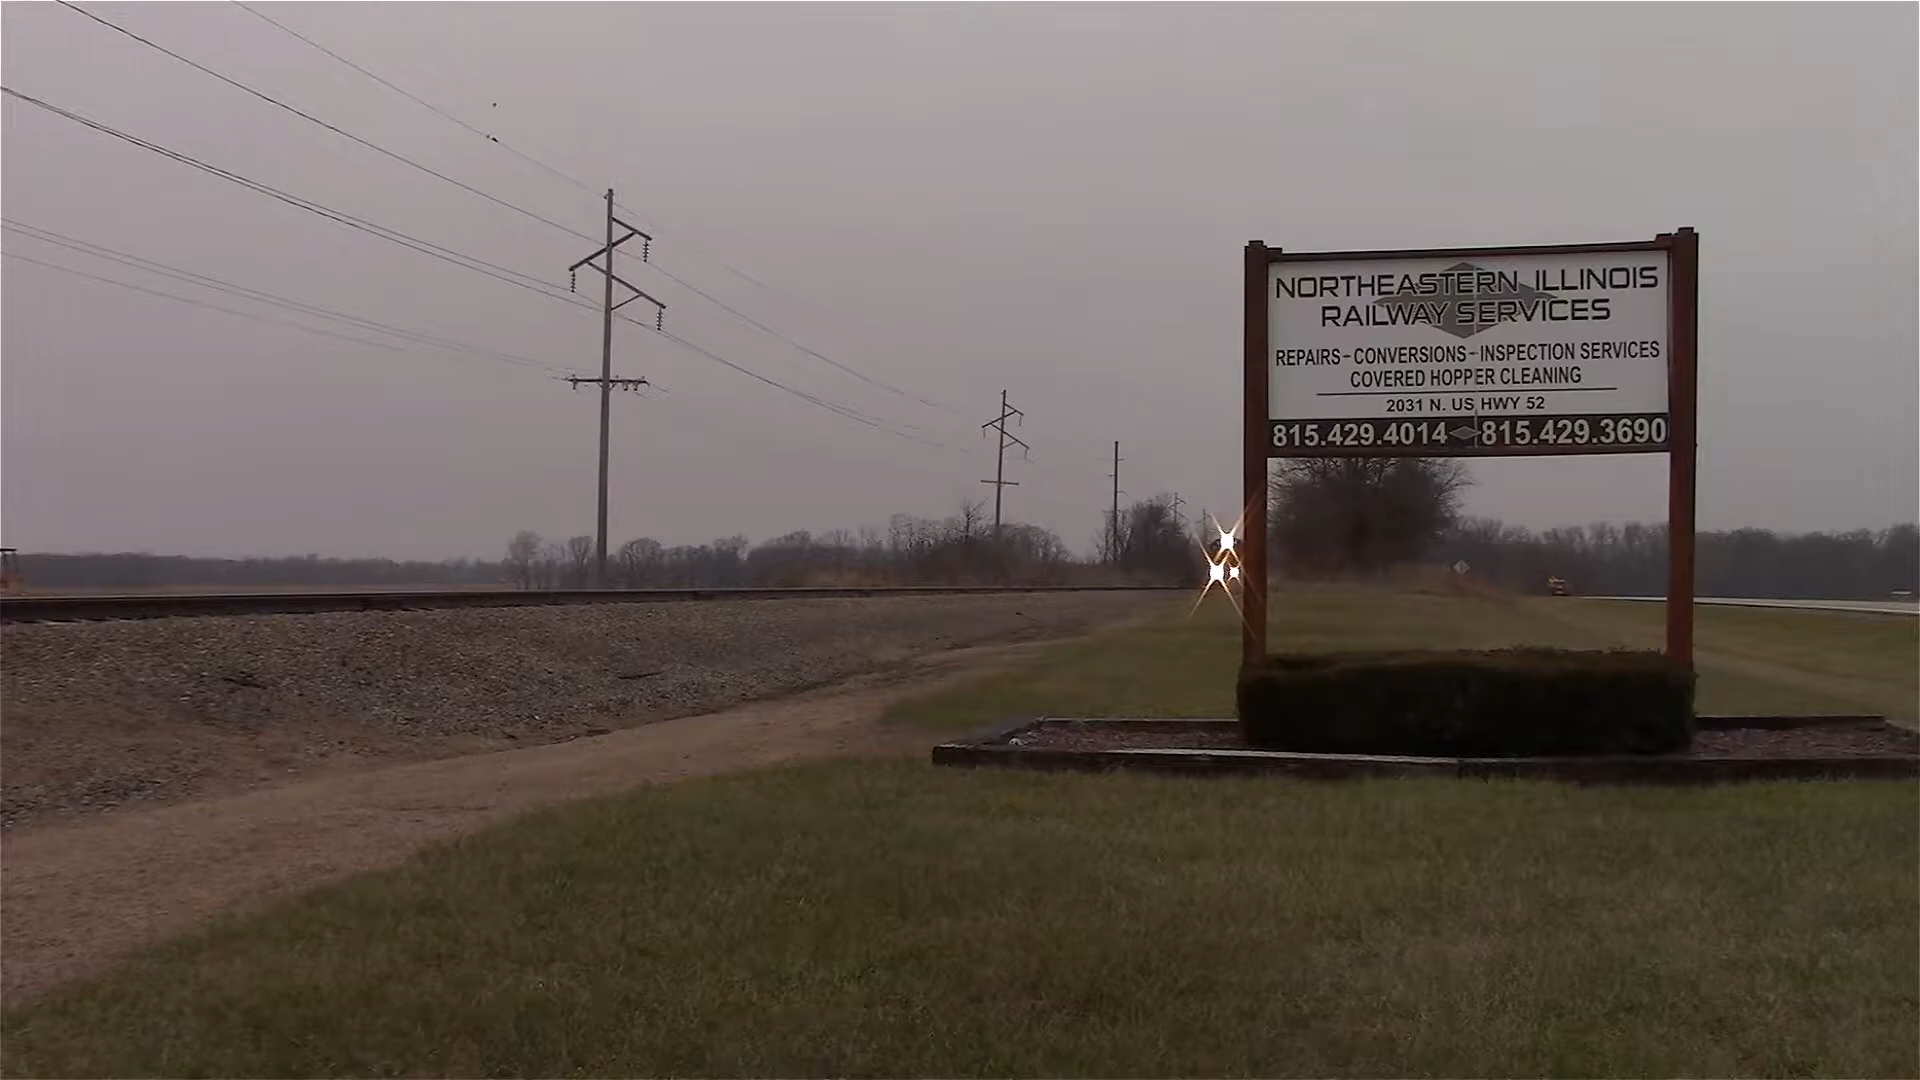 NORTHEASTERN ILLINOIS
RAILWAY SERVICES
REPAIRS-CONVERSIONS-INSPECTION SERVICES
COVERED HOPPER CLEANING
2031 N. US HWY 52
815.429.4014 815.429.3690